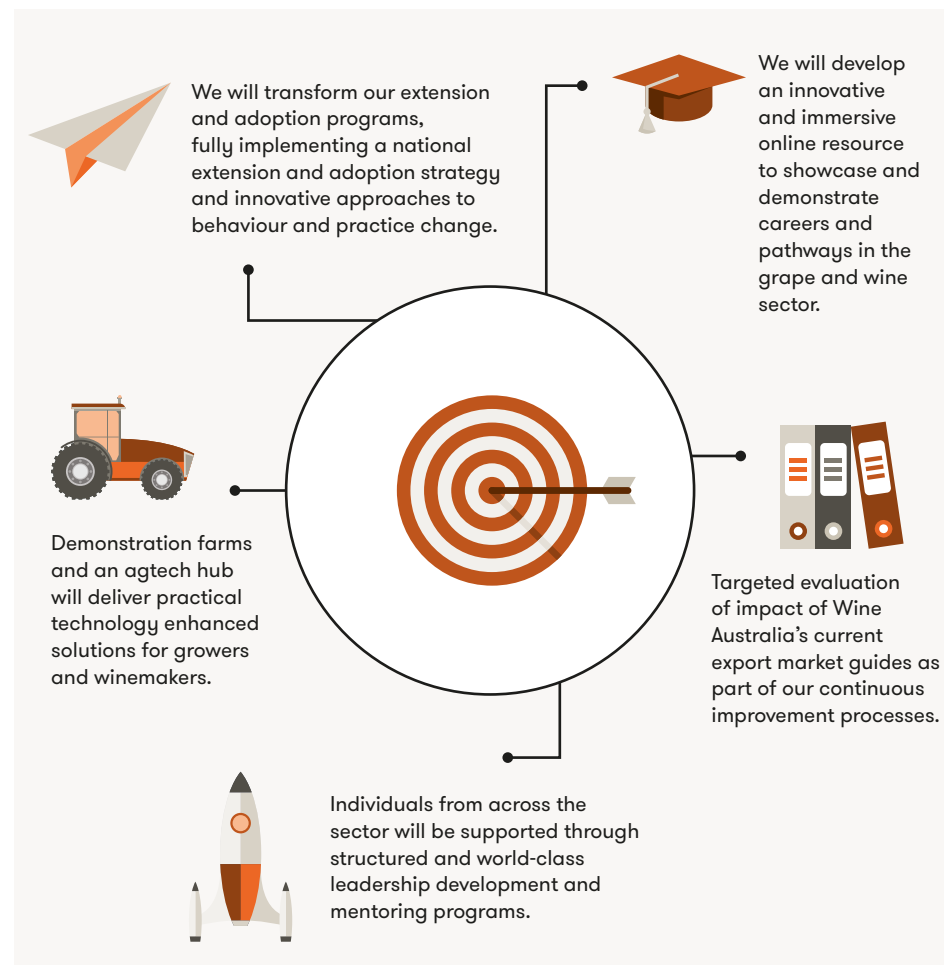 We will transform our extension
and adoption programs,
fully implementing a national
extension and adoption strategy
and innovative approaches to
behaviour and practice change.
We will develop
an innovative
and immersive
online resource
to showcase and
demonstrate
careers and
pathways in the
grape and wine
sector.
Demonstration farms
and an agtech hub
will deliver practical
technology enhanced
solutions for growers
and winemakers.
Targeted evaluation
of impact of Wine
Australia’s current
export market guides as
part of our continuous
improvement processes.
Individuals from across the
sector will be supported through
structured and world-class
leadership development and
mentoring programs.